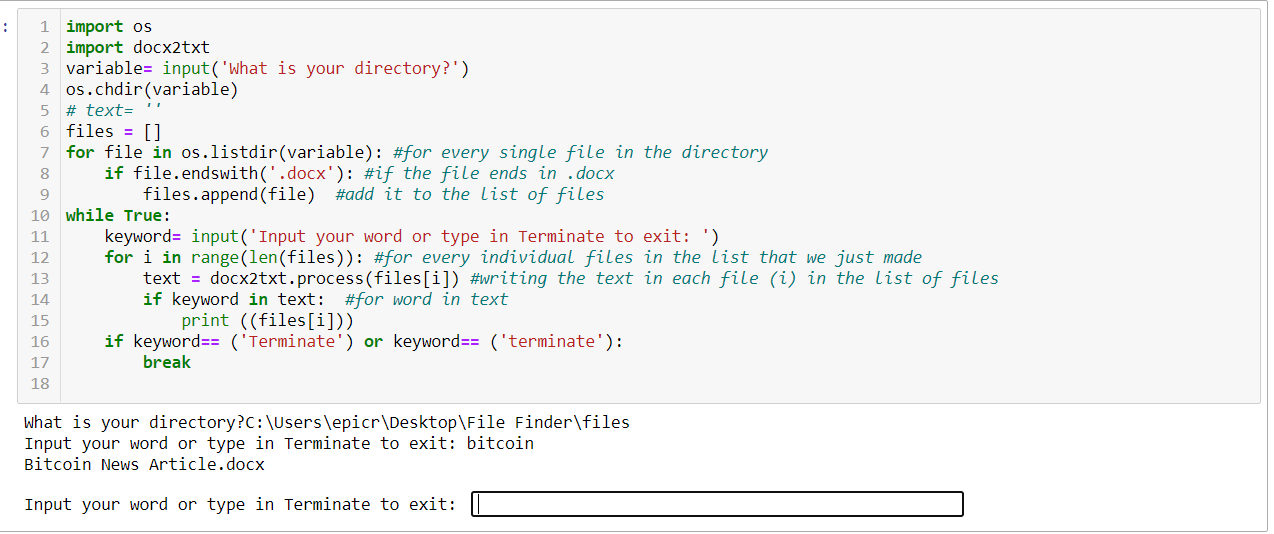 :
1 import os
2 import docx2txt
3 variable= input('What is your directory?')
4 os.chdir(variable)
5 # text= ''
6 files = []
7 for file in os.listdir(variable): #for every single file in the directory
8     if file.endswith('.docx'): #if the file ends in .docx
9         files.append(file)  #add it to the list of files
10 while True:
11     keyword= input('Input your word or type in Terminate to exit: ')
12     for i in range(len(files)): #for every individual files in the list that we just made
13         text = docx2txt.process(files[i]) #writing the text in each file (i) in the list of files
14         if keyword in text:  #for word in text
15             print ((files[i]))
16     if keyword== ('Terminate') or keyword== ('terminate'):
17         break
18
What is your directory?C:\Users\epicr\Desktop\File Finder\files
Input your word or type in Terminate to exit: bitcoin
Bitcoin News Article.docx
Input your word or type in Terminate to exit: